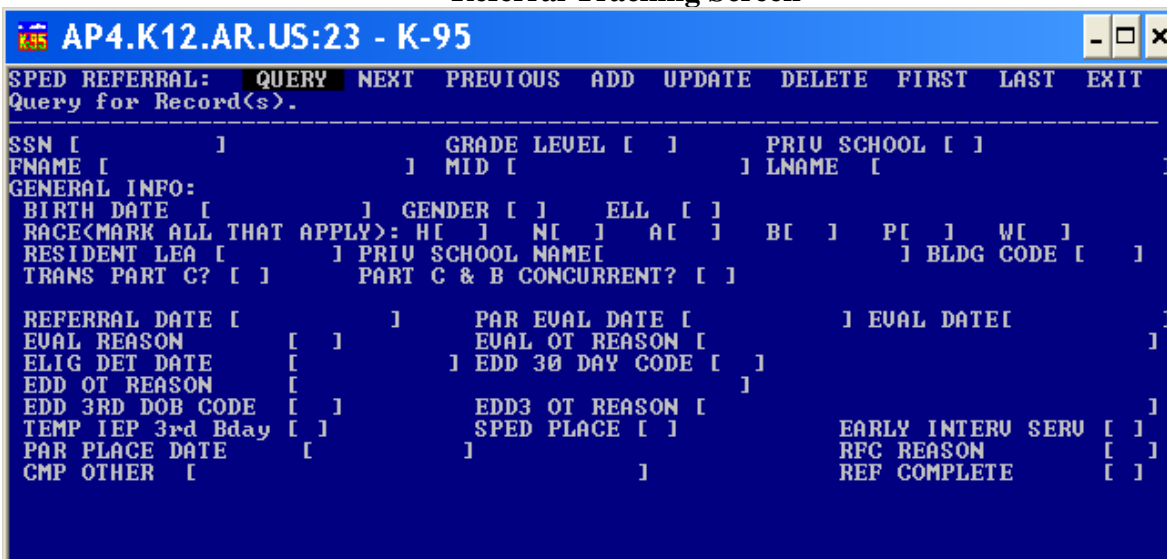 Referral Tracking Screen
K95 AP4.K12.AR.US:23 - K-95
SPED REFERRAL: QUERY NEXT PREVIOUS ADD UPDATE DELETE FIRST LAST EXIT
Query for Record(s).
--------------------------------------------------------------------------------
SSN [ ] GRADE LEVEL [ ] PRIV SCHOOL [ ]
FNAME [ ] MID [ ] LNAME [ ]
GENERAL INFO:
BIRTH DATE [ ] GENDER [ ] ELL [ ]
RACE(MARK ALL THAT APPLY): H[ ] N[ ] A[ ] B[ ] P[ ] W[ ]
RESIDENT LEA [ ] PRIV SCHOOL NAME[ ] BLDG CODE [ ]
TRANS PART C? [ ] PART C & B CONCURRENT? [ ]
REFERRAL DATE [ ] PAR EVAL DATE [ ] EVAL DATE[ ]
EVAL REASON [ ] EVAL OT REASON [ ]
ELIG DET DATE [ ] EDD 30 DAY CODE [ ]
EDD OT REASON [ ]
EDD 3RD DOB CODE [ ] EDD3 OT REASON [ ]
TEMP IEP 3rd Bday [ ] SPED PLACE [ ] EARLY INTERV SERV [ ]
PAR PLACE DATE [ ] RFC REASON [ ]
CMP OTHER [ ] REF COMPLETE [ ]